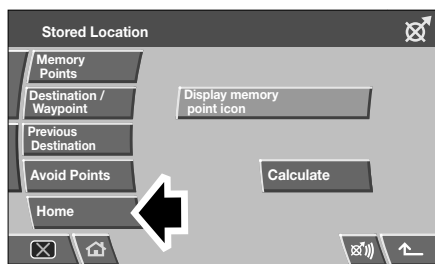 Stored Location
Memory
Points
Destination /
Waypoint
Display memory
point icon
Previous
Destination
Avoid Points
Calculate
Home